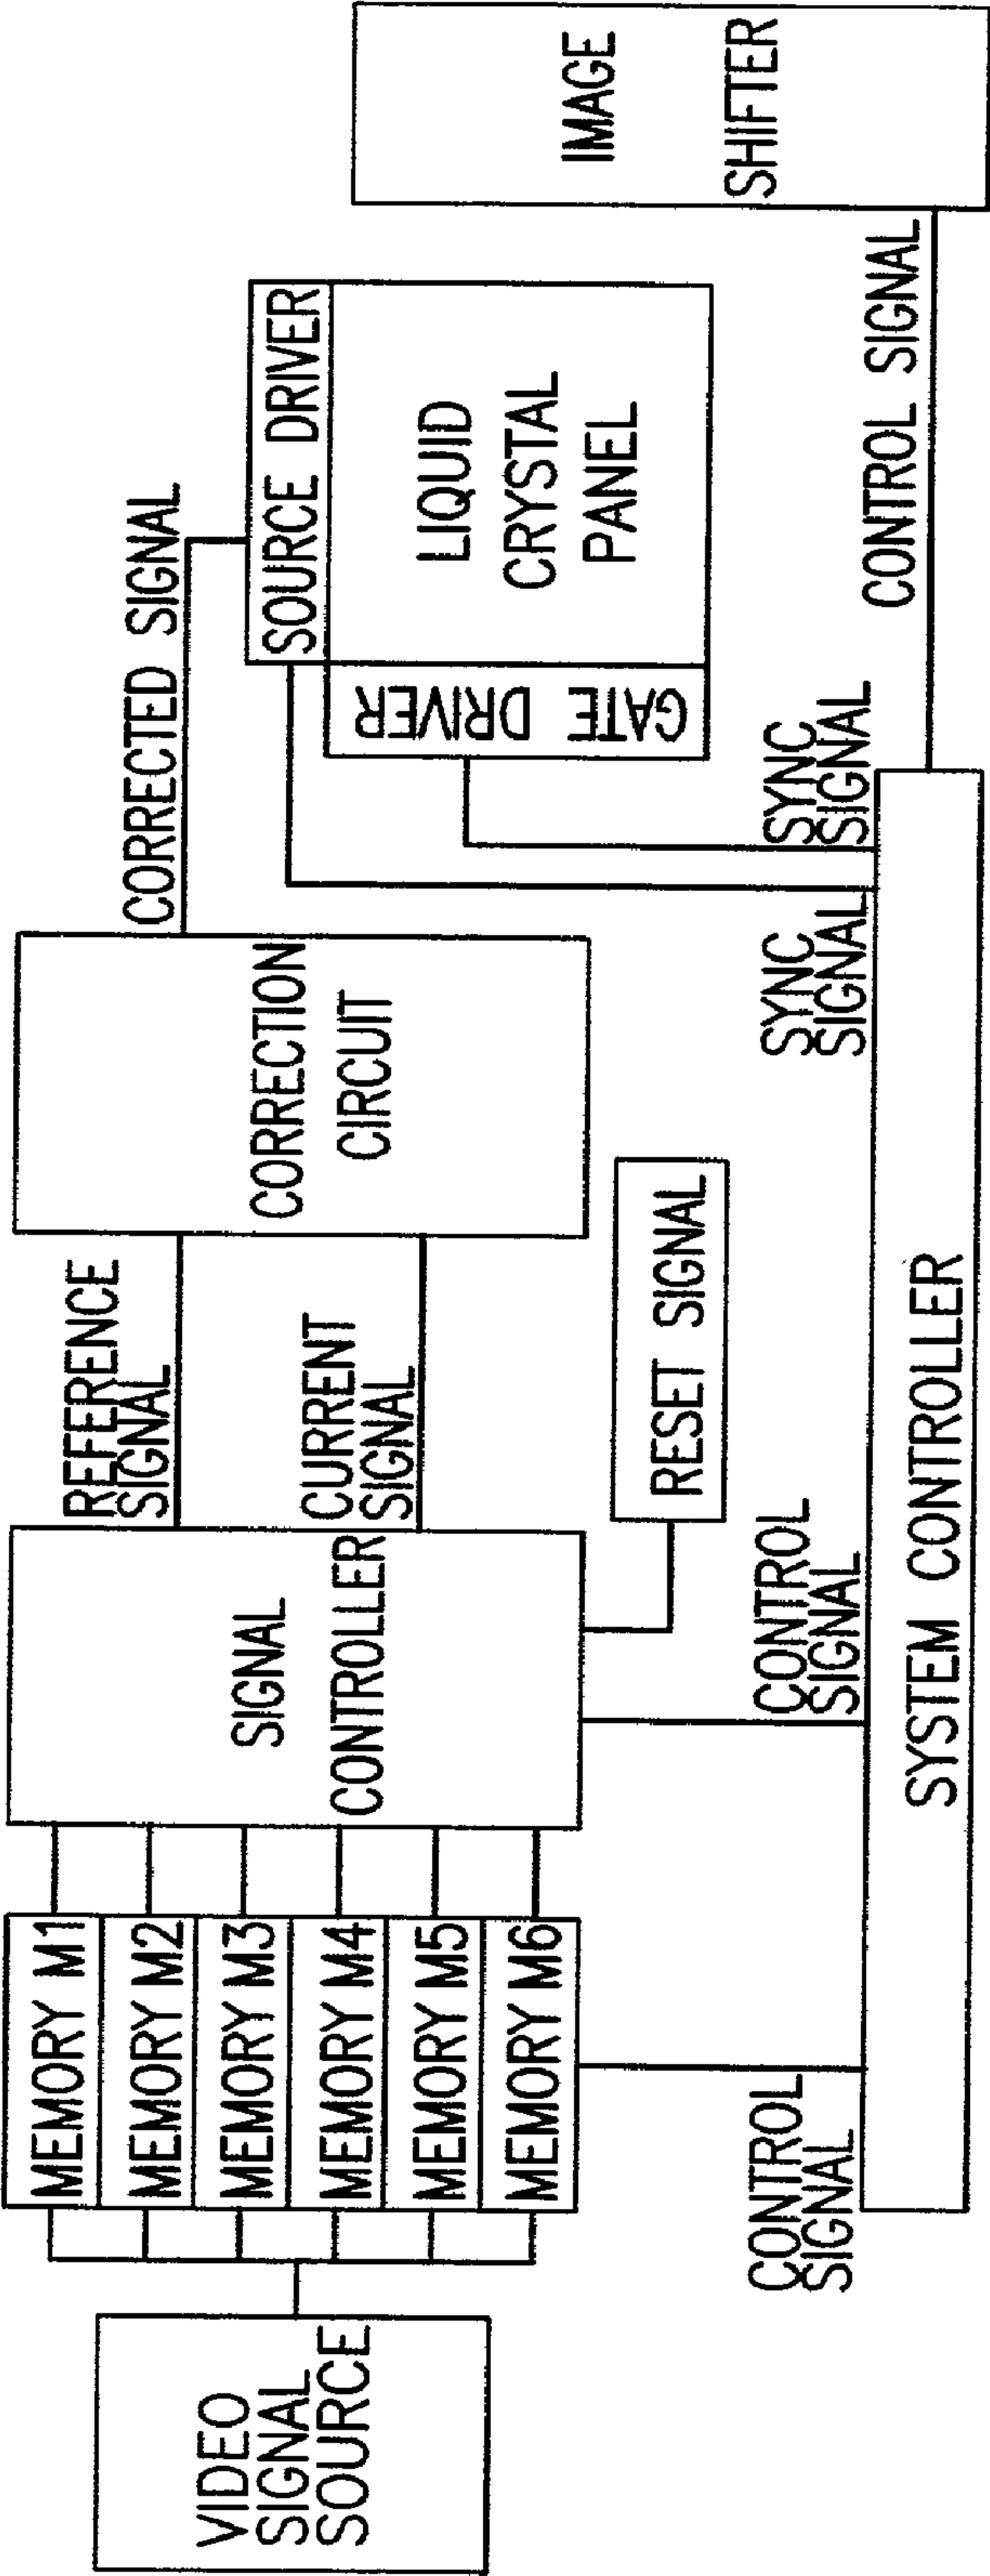 VIDEO
SIGNAL
SOURCE
MEMORY M1
MEMORY M2
MEMORY M3
MEMORY M4
MEMORY M5
MEMORY M6
SIGNAL
CONTROLLER
REFERENCE
SIGNAL
CURRENT
SIGNAL
CORRECTION
CIRCUIT
CORRECTED SIGNAL
SOURCE DRIVER
GATE DRIVER
LIQUID
CRYSTAL
PANEL
IMAGE
SHIFTER
RESET SIGNAL
CONTROL
SIGNAL
CONTROL
SIGNAL
SYNC
SIGNAL
SYNC
SIGNAL
CONTROL SIGNAL
SYSTEM CONTROLLER